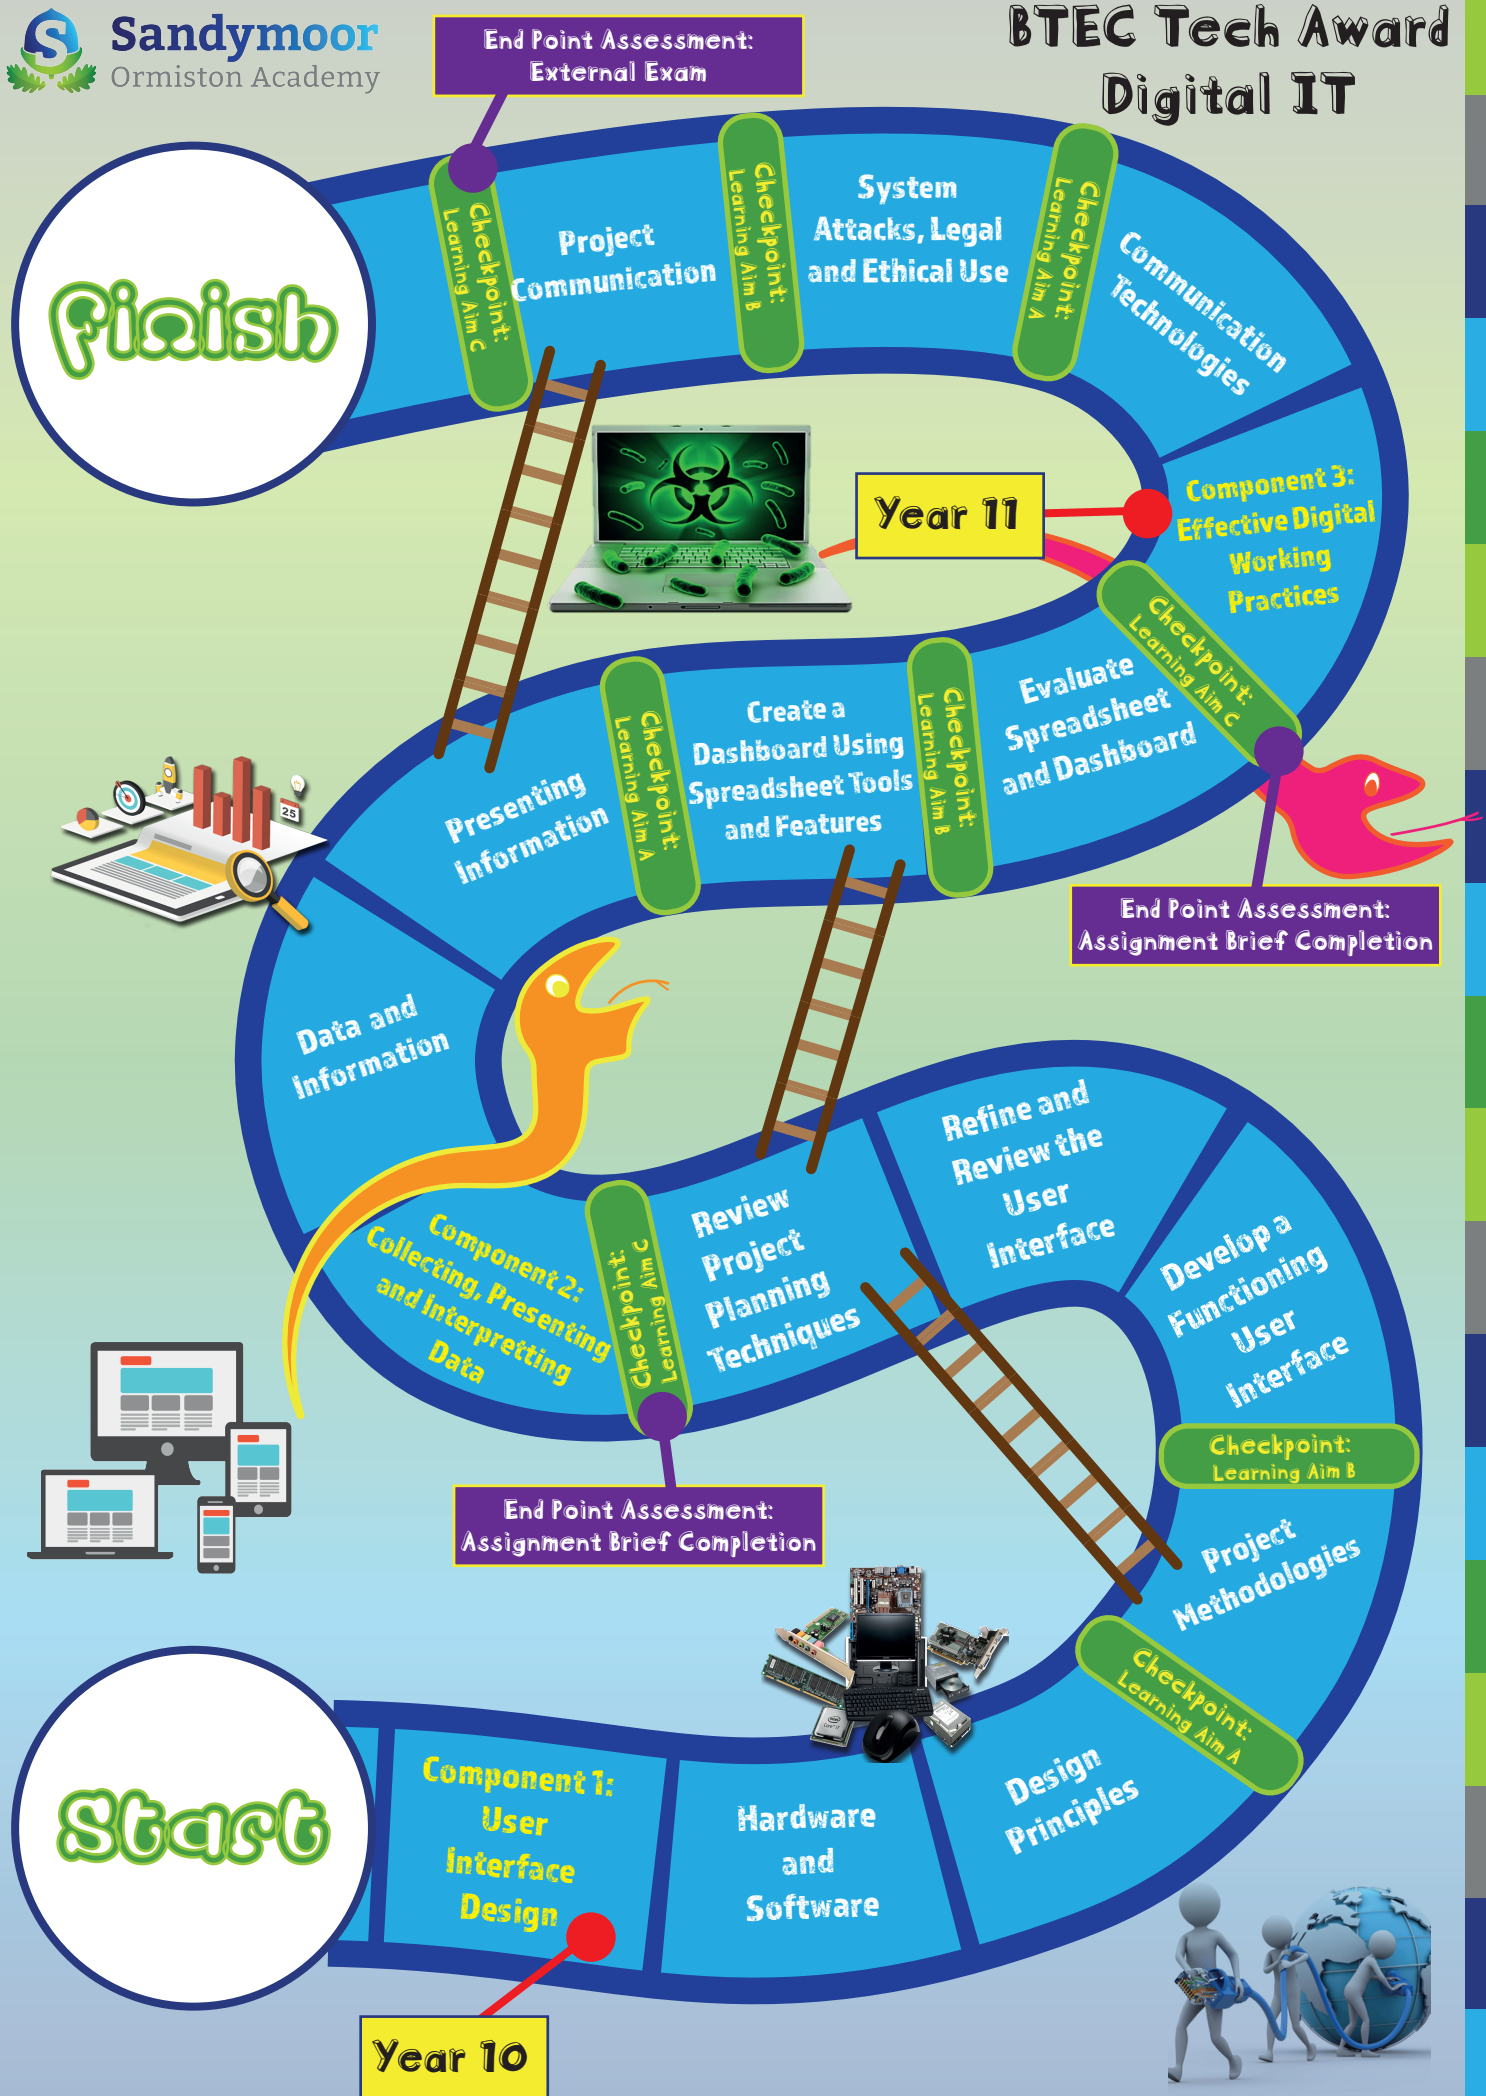 Sandymoor
Ormiston Academy
End Point Assessment:
External Exam
BTEC Tech Award
Digital IT
Finish
Checkpoint:
Learning Aim C
Project
Communication
Checkpoint:
Learning Aim B
System
Attacks, Legal
and Ethical Use
Checkpoint:
Learning Aim A
Communication
Technologies
Year 11
Component 3:
Effective Digital
Working
Practices
Checkpoint:
Learning Aim C
Evaluate
Spreadsheet
and Dashboard
Checkpoint:
Learning Aim B
Create a
Dashboard Using
Spreadsheet Tools
and Features
Checkpoint:
Learning Aim A
Presenting
Information
25
End Point Assessment:
Assignment Brief Completion
Data and
Information
Component 2:
Collecting, Presenting
and Interpretting
Data
Checkpoint:
Learning Aim C
Review
Project
Planning
Techniques
Refine and
Review the
User
Interface
Develop a
Functioning
User
Interface
Checkpoint:
Learning Aim B
End Point Assessment:
Assignment Brief Completion
Project
Methodologies
Checkpoint:
Learning Aim A
Design
Principles
Hardware
and
Software
Component 1:
User
Interface
Design
Start
Year 10